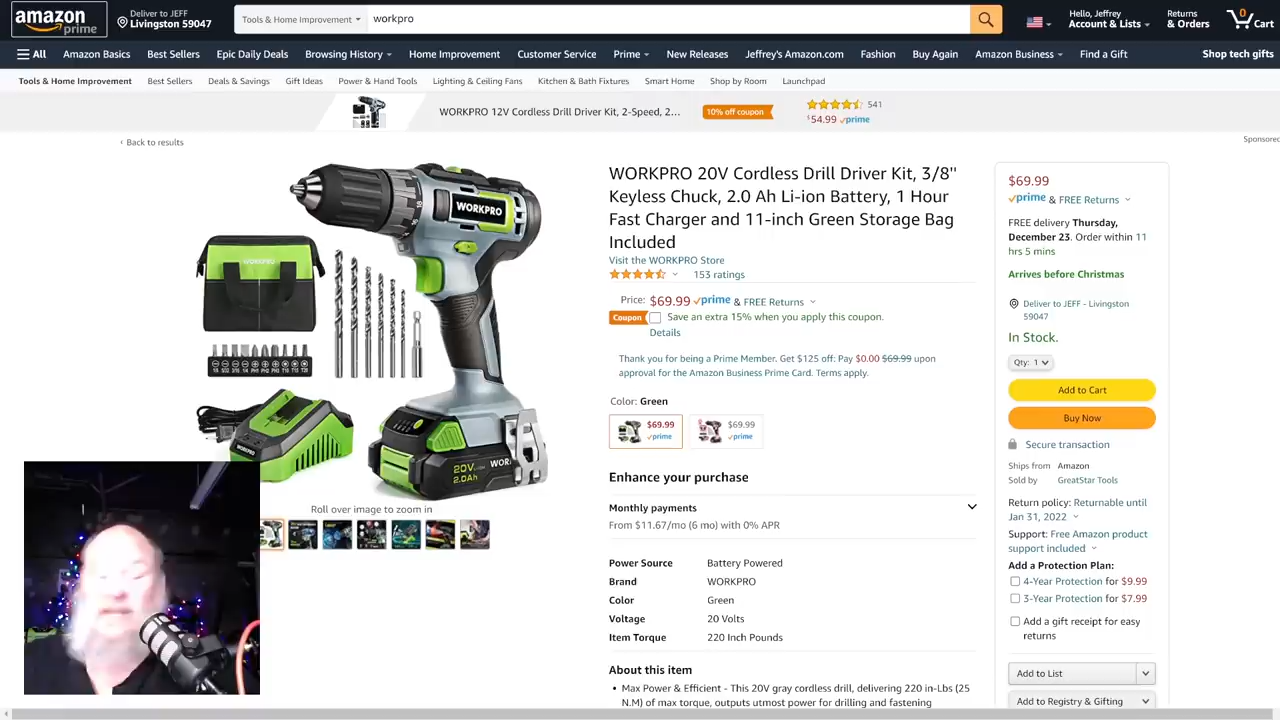 amazon prime
Deliver to JEFF
Livingston 59047
Tools & Home Improvement
workpro
Hello, Jeffrey
Account & Lists
Returns
& Orders
0
Cart
All
Amazon Basics
Best Sellers
Epic Daily Deals
Browsing History
Home Improvement
Customer Service
Prime
New Releases
Jeffrey's Amazon.com
Fashion
Buy Again
Amazon Business
Find a Gift
Shop tech gifts
Tools & Home Improvement
Best Sellers
Deals & Savings
Gift Ideas
Power & Hand Tools
Lighting & Ceiling Fans
Kitchen & Bath Fixtures
Smart Home
Shop by Room
Launchpad
WORKPRO 12V Cordless Drill Driver Kit, 2-Speed, 2...
10% off coupon
541
$54.99 prime
‹ Back to results
Sponsored
WORKPRO
WORKPRO
20V Li-ion
2.0Ah
WOR
Roll over image to zoom in
WORKPRO 20V Cordless Drill Driver Kit, 3/8"
Keyless Chuck, 2.0 Ah Li-ion Battery, 1 Hour
Fast Charger and 11-inch Green Storage Bag
Included
Visit the WORKPRO Store
153 ratings
Price: $69.99 prime & FREE Returns
Coupon Save an extra 15% when you apply this coupon.
Details
Thank you for being a Prime Member. Get $125 off: Pay $0.00 $69.99 upon
approval for the Amazon Business Prime Card. Terms apply.
Color: Green
$69.99
prime
$69.99
prime
Enhance your purchase
Monthly payments
From $11.67/mo (6 mo) with 0% APR
Power Source Battery Powered
Brand WORKPRO
Color Green
Voltage 20 Volts
Item Torque 220 Inch Pounds
About this item
• Max Power & Efficient - This 20V gray cordless drill, delivering 220 in-Lbs (25
N.M) of max torque, outputs utmost power for drilling and fastening
$69.99
prime & FREE Returns
FREE delivery Thursday,
December 23. Order within 11
hrs 5 mins
Arrives before Christmas
Deliver to JEFF - Livingston
59047
In Stock.
Qty: 1
Add to Cart
Buy Now
Secure transaction
Ships from Amazon
Sold by GreatStar Tools
Return policy: Returnable until
Jan 31, 2022
Support: Free Amazon product
support included
Add a Protection Plan:
4-Year Protection for $9.99
3-Year Protection for $7.99
Add a gift receipt for easy
returns
Add to List
Add to Registry & Gifting